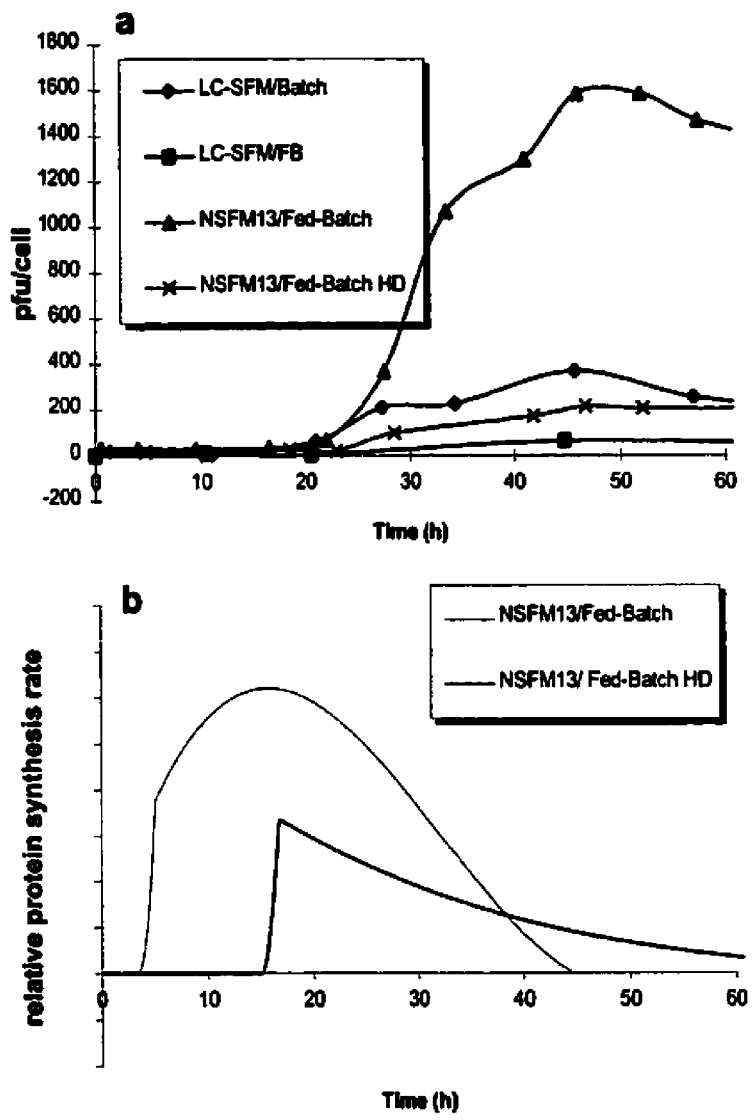 a
1800
1600
1400
1200
1000
800
600
400
200
0
-200
pfu/cell
LC-SFM/Batch
LC-SFM/FB
NSFM13/Fed-Batch
NSFM13/Fed-Batch HD
0 10 20 30 40 50 60
Time (h)
b
NSFM13/Fed-Batch
NSFM13/ Fed-Batch HD
relative protein synthesis rate
0 10 20 30 40 50 60
Time (h)